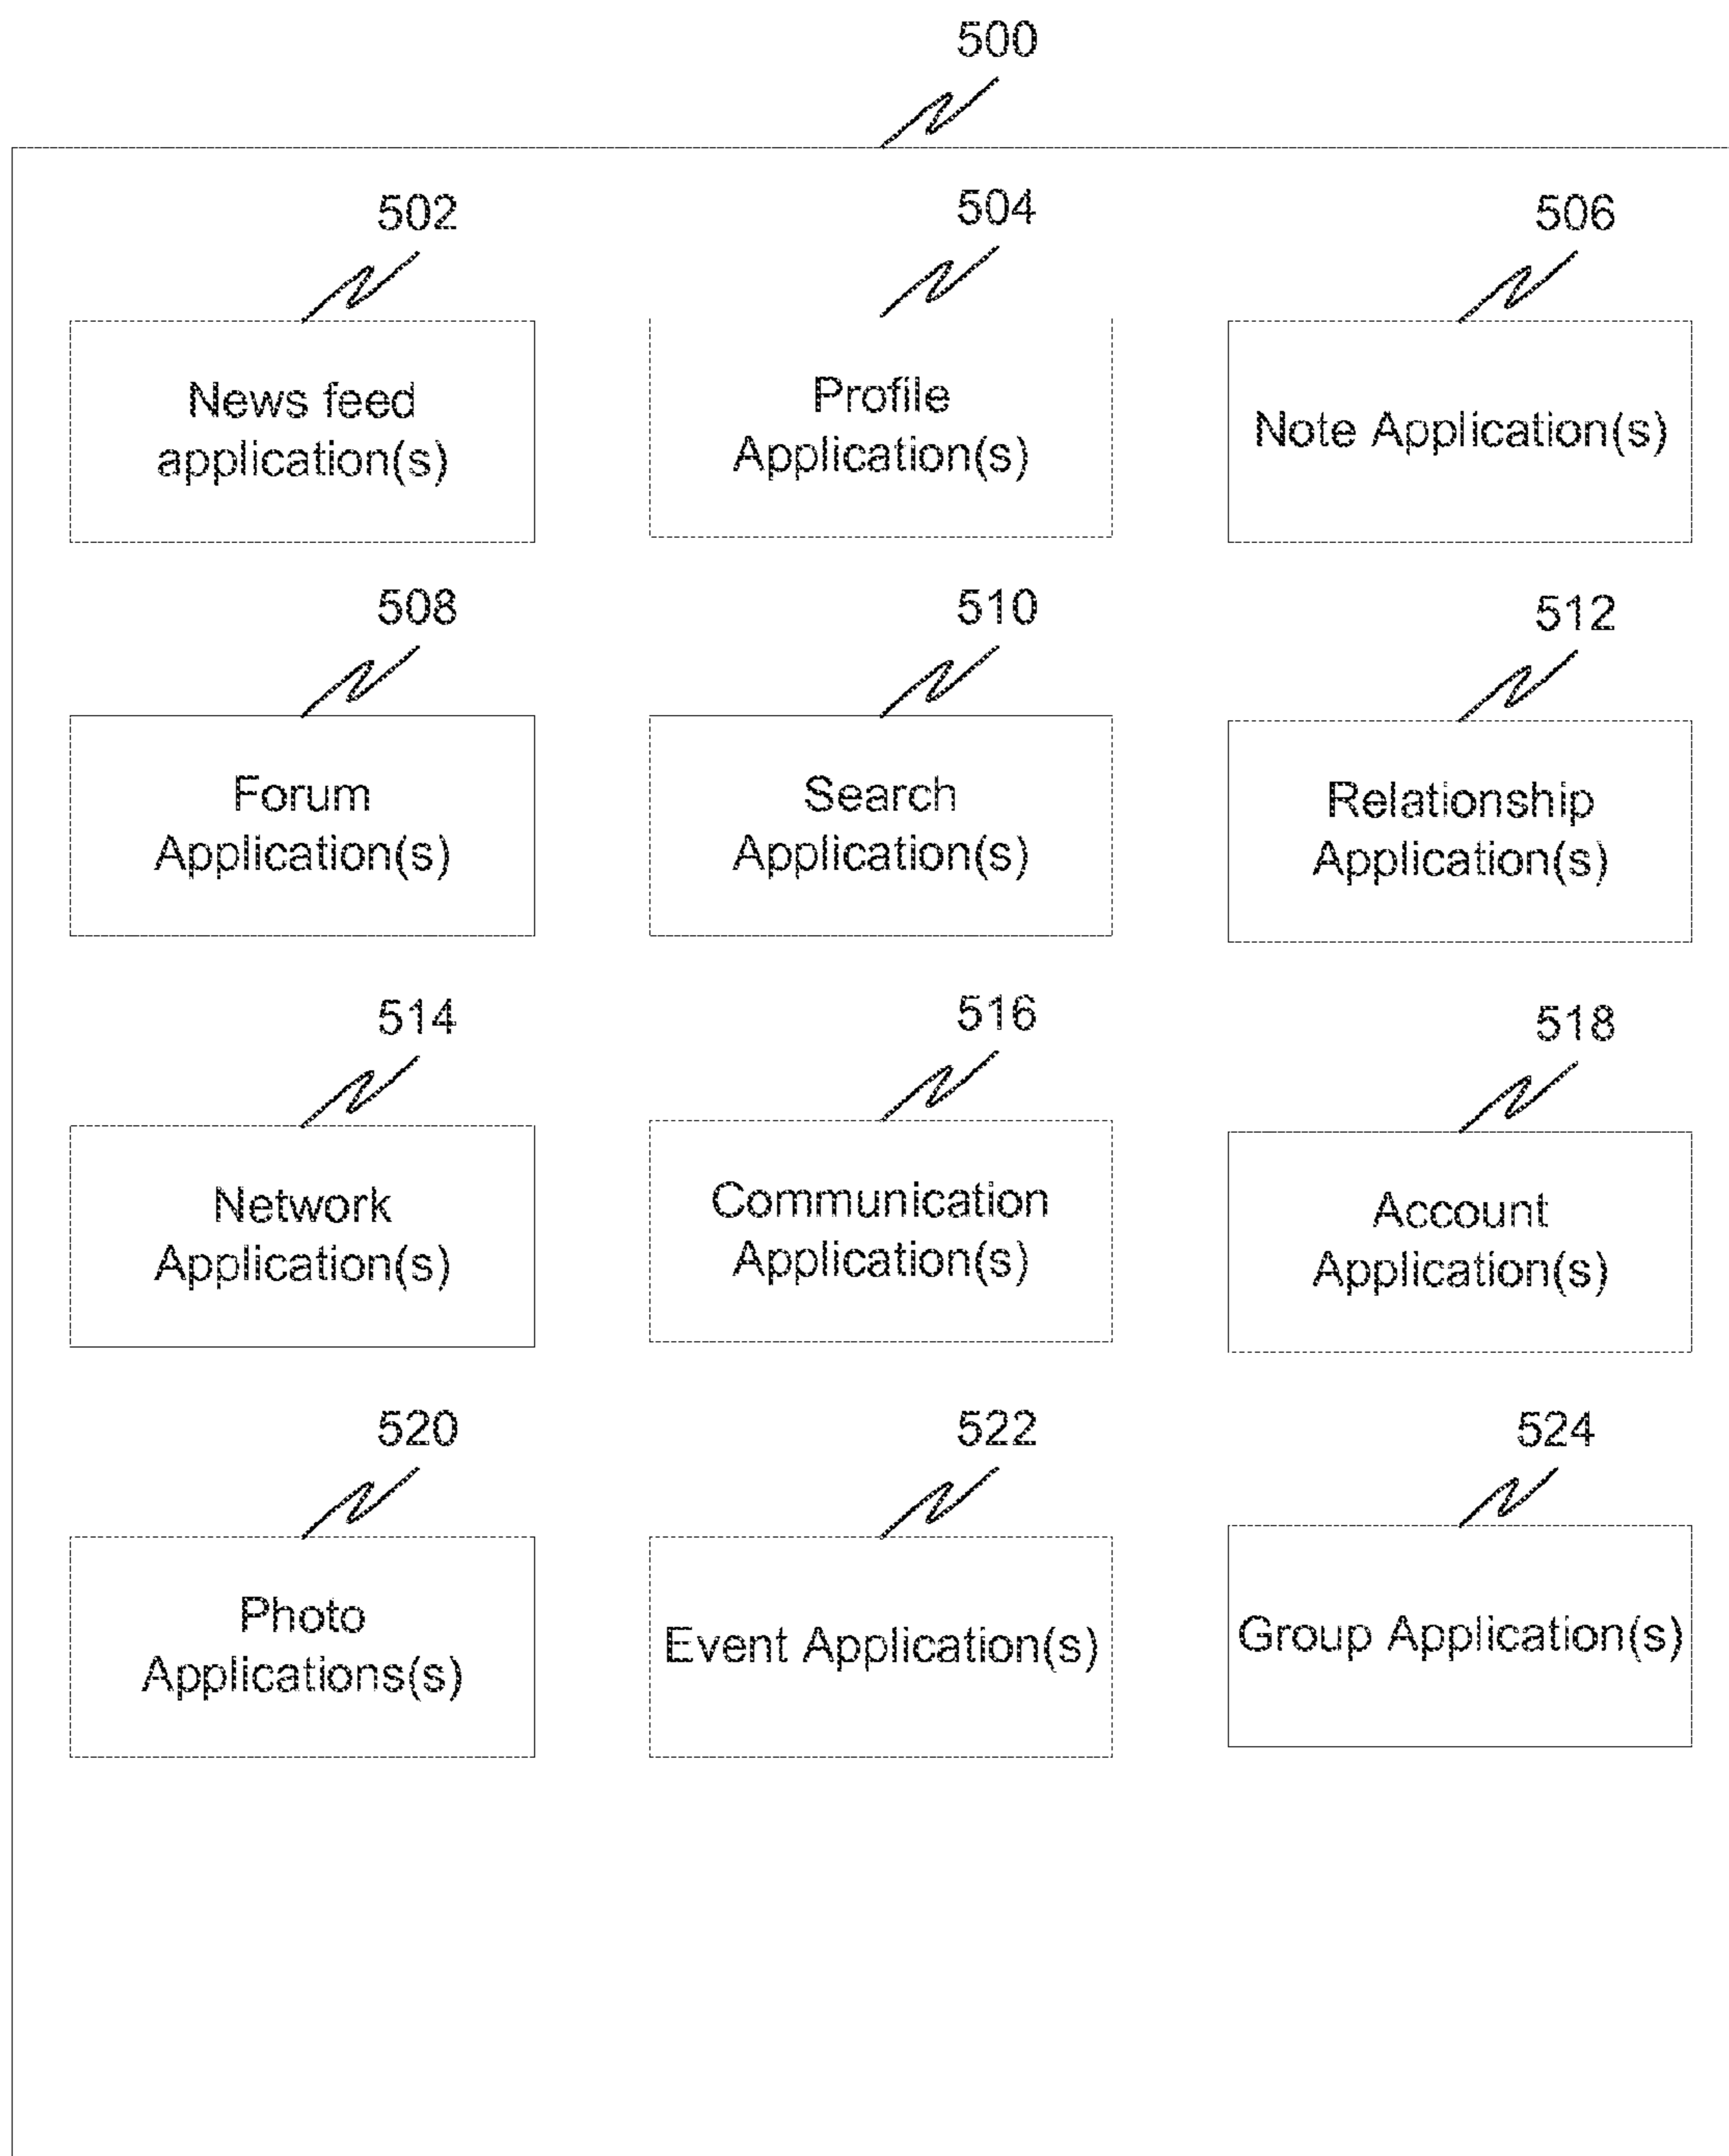 500
502
504
506
News feed
application(s)
Profile
Application(s)
Note Application(s)
508
510
512
Forum
Application(s)
Search
Application(s)
Relationship
Application(s)
514
516
518
Network
Application(s)
Communication
Application(s)
Account
Application(s)
520
522
524
Photo
Applications(s)
Event Application(s)
Group Application(s)